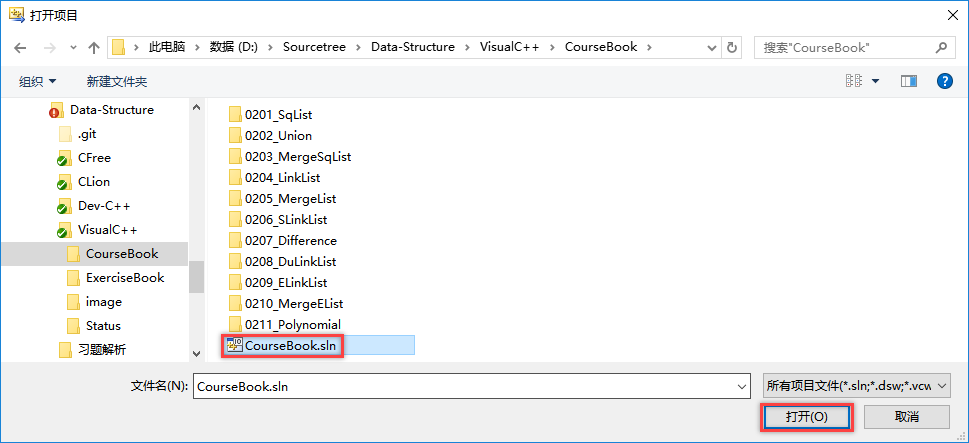 打开项目
此电脑 > 数据 (D:) > Sourcetree > Data-Structure > VisualC++ > CourseBook >
搜索"CourseBook"
组织
新建文件夹
Data-Structure
.git
CFree
CLion
Dev-C++
VisualC++
CourseBook
ExerciseBook
image
Status
习题解析
0201_SqList
0202_Union
0203_MergeSqList
0204_LinkList
0205_MergeList
0206_SLinkList
0207_Difference
0208_DuLinkList
0209_ELinkList
0210_MergeEList
0211_Polynomial
CourseBook.sln
文件名(N):
CourseBook.sln
所有项目文件(*.sln;*.dsw;*.vcw
打开(O)
取消